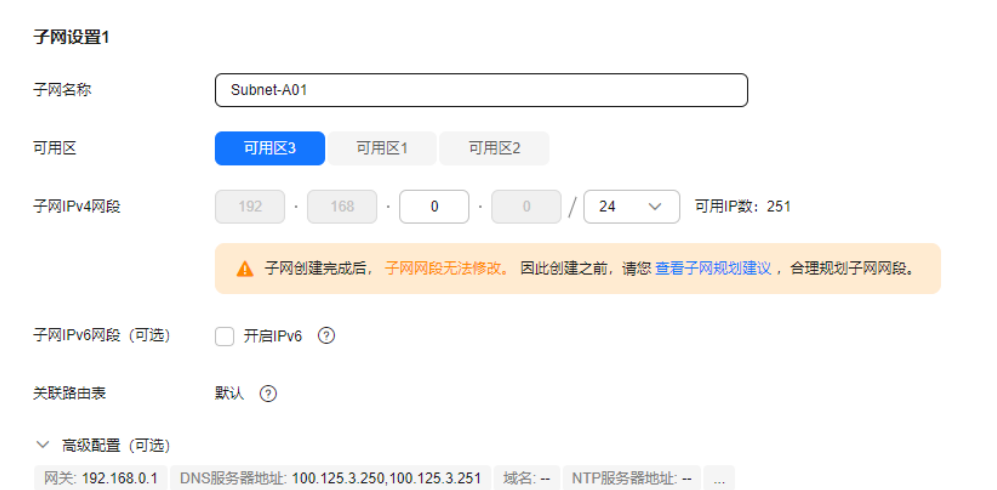 子网设置1
子网名称 Subnet-A01
可用区 可用区3 可用区1 可用区2
子网IPv4网段 192 · 168 · 0 · 0 / 24 可用IP数：251
子网创建完成后，子网网段无法修改。因此创建之前，请您 查看子网规划建议 ，合理规划子网网段。
子网IPv6网段（可选） 开启IPv6 ?
关联路由表 默认 ?
高级配置（可选）
网关: 192.168.0.1 DNS服务器地址: 100.125.3.250,100.125.3.251 域名: -- NTP服务器地址: -- ...